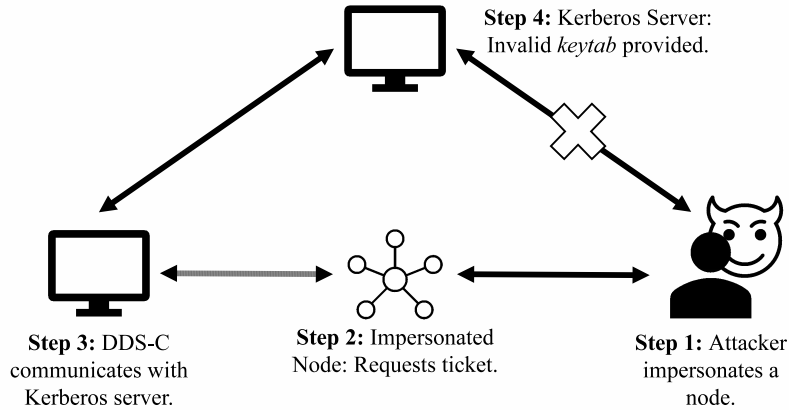 Step 4: Kerberos Server:
Invalid keytab provided.
Step 3: DDS-C
communicates with
Kerberos server.
Step 2: Impersonated
Node: Requests ticket.
Step 1: Attacker
impersonates a
node.